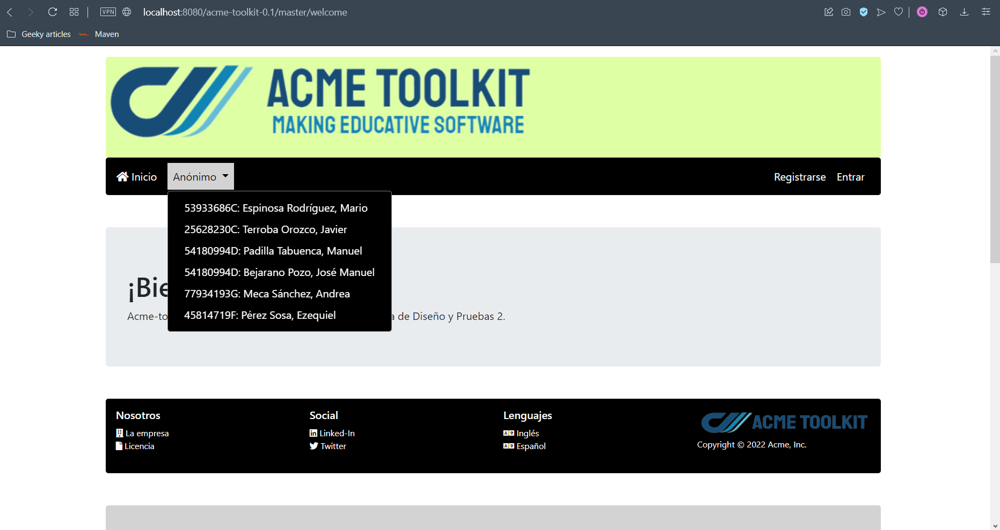 VPN localhost:8080/acme-toolkit-0.1/master/welcome
Geeky articles Maven
ACME TOOLKIT
MAKING EDUCATIVE SOFTWARE
Inicio Anónimo Registrarse Entrar
53933686C: Espinosa Rodríguez, Mario
25628230C: Terroba Orozco, Javier
54180994D: Padilla Tabuenca, Manuel
54180994D: Bejarano Pozo, José Manuel
77934193G: Meca Sánchez, Andrea
45814719F: Pérez Sosa, Ezequiel
¡Bie
Acme-to a de Diseño y Pruebas 2.
Nosotros
La empresa
Licencia
Social
Linked-In
Twitter
Lenguajes
Inglés
Español
ACME TOOLKIT
Copyright © 2022 Acme, Inc.